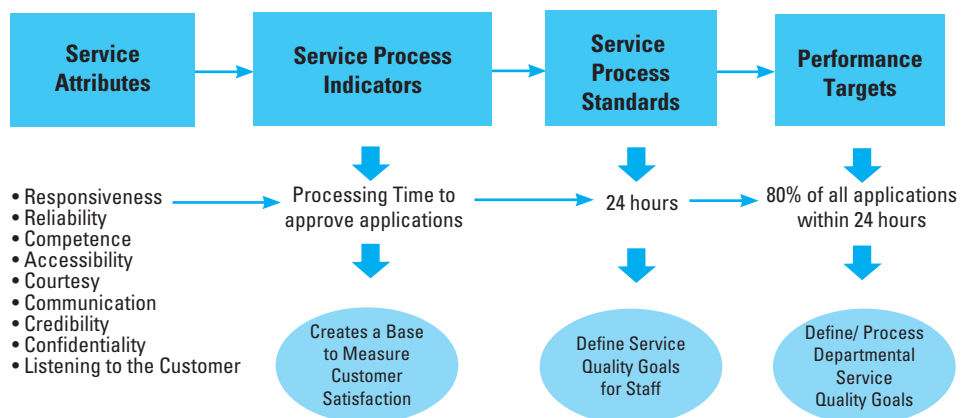 Service
Attributes
Service Process
Indicators
Service
Process
Standards
Performance
Targets
• Responsiveness
• Reliability
• Competence
• Accessibility
• Courtesy
• Communication
• Credibility
• Confidentiality
• Listening to the Customer
Processing Time to
approve applications
24 hours
80% of all applications
within 24 hours
Creates a Base
to Measure
Customer
Satisfaction
Define Service
Quality Goals
for Staff
Define/ Process
Departmental
Service
Quality Goals